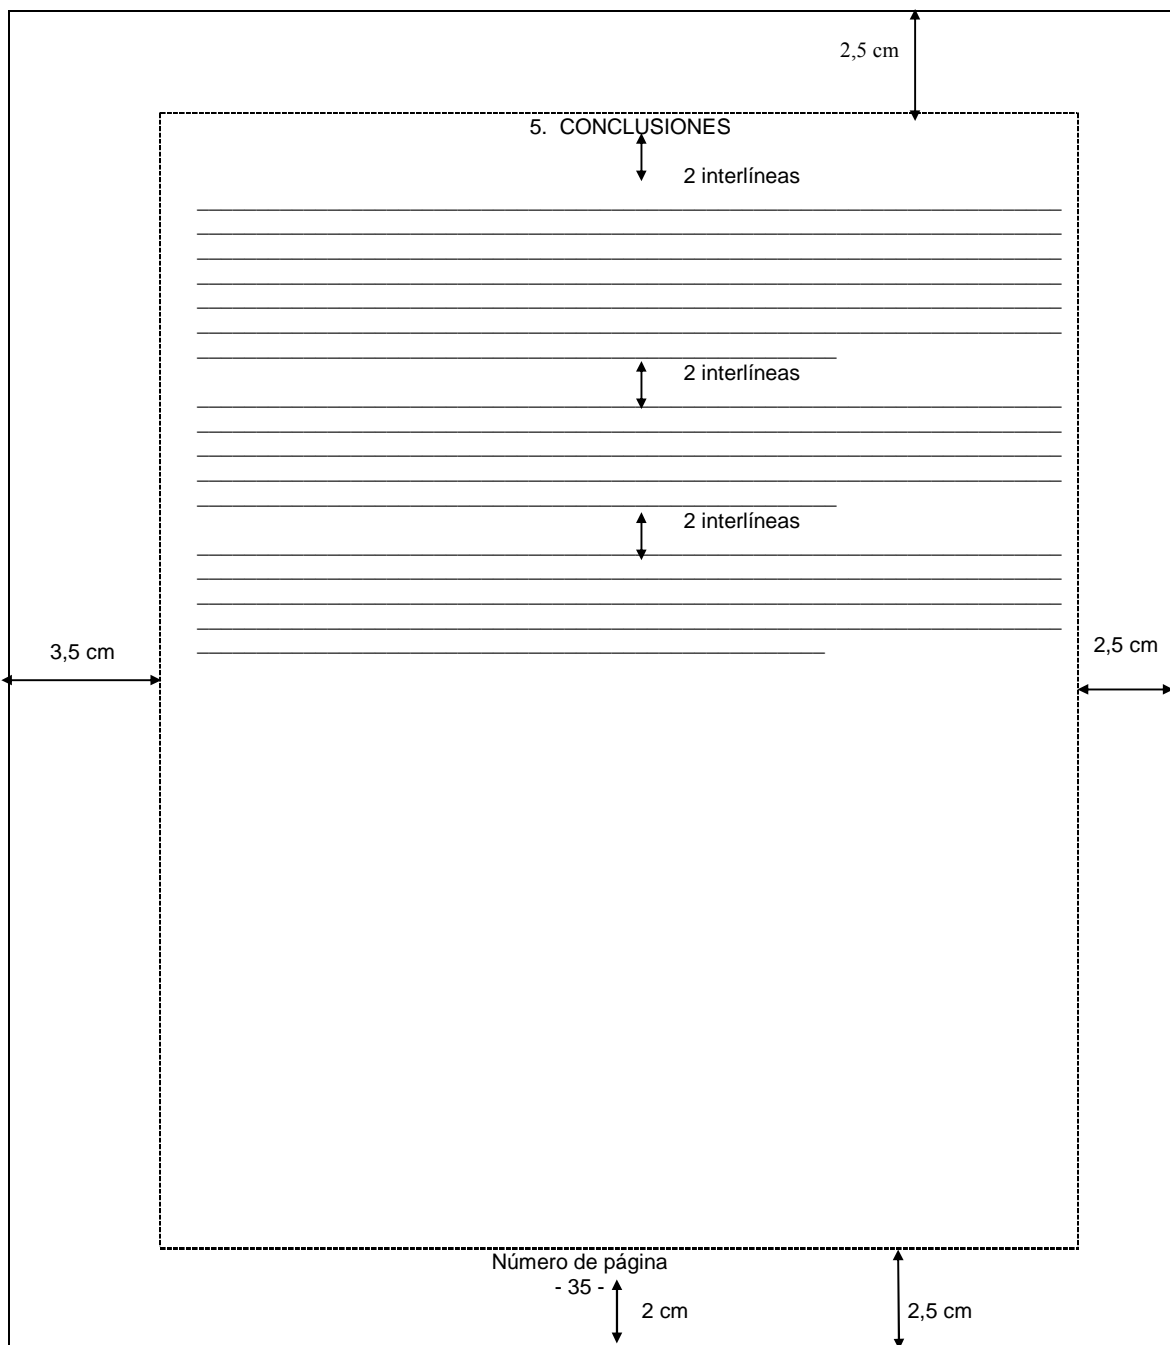 2,5 cm
5. CONCLUSIONES
2 interlíneas
2 interlíneas
2 interlíneas
3,5 cm
2,5 cm
Número de página
- 35 -
2 cm
2,5 cm